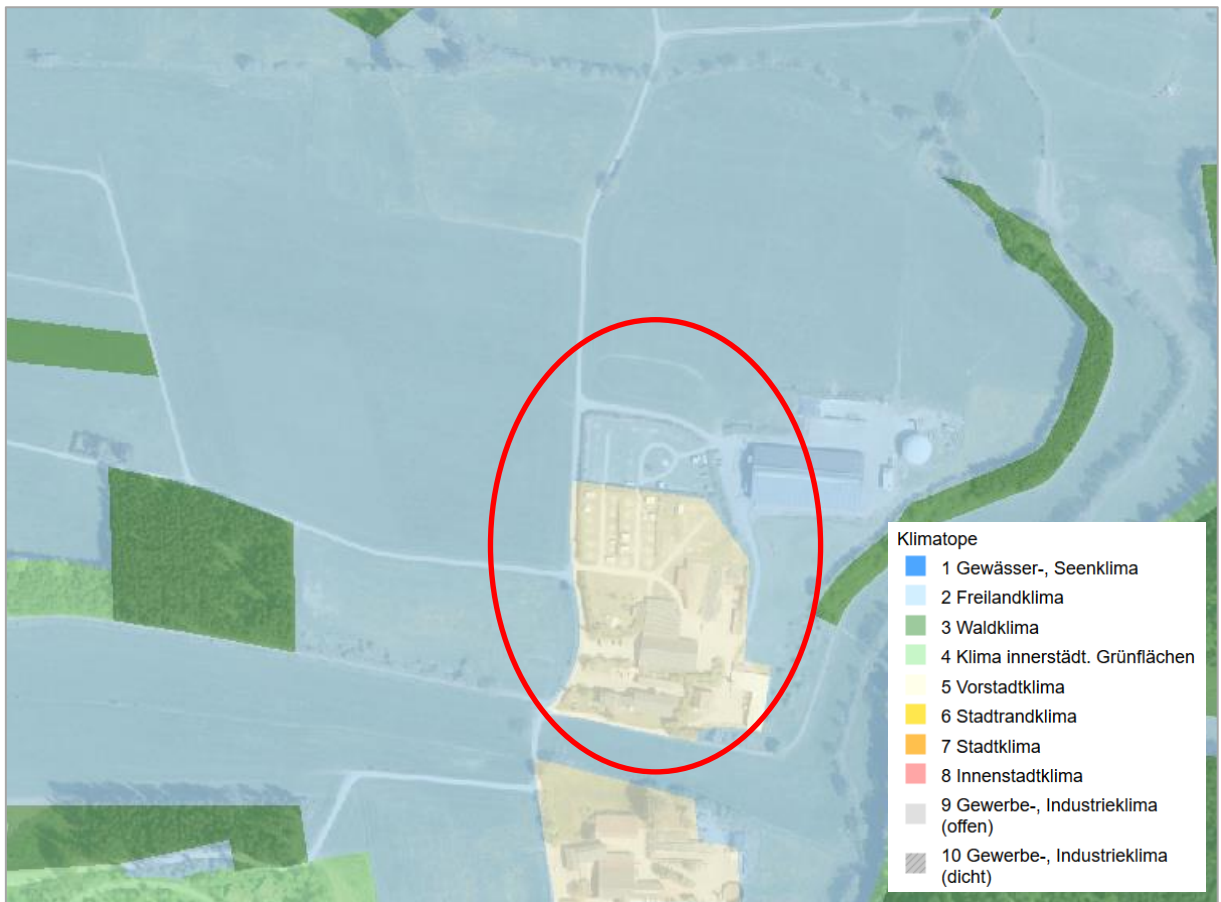 Klimatope
1 Gewässer-, Seenklima
2 Freilandklima
3 Waldklima
4 Klima innerstädt. Grünflächen
5 Vorstadtklima
6 Stadtrandklima
7 Stadtklima
8 Innenstadtklima
9 Gewerbe-, Industrieklima
(offen)
10 Gewerbe-, Industrieklima
(dicht)